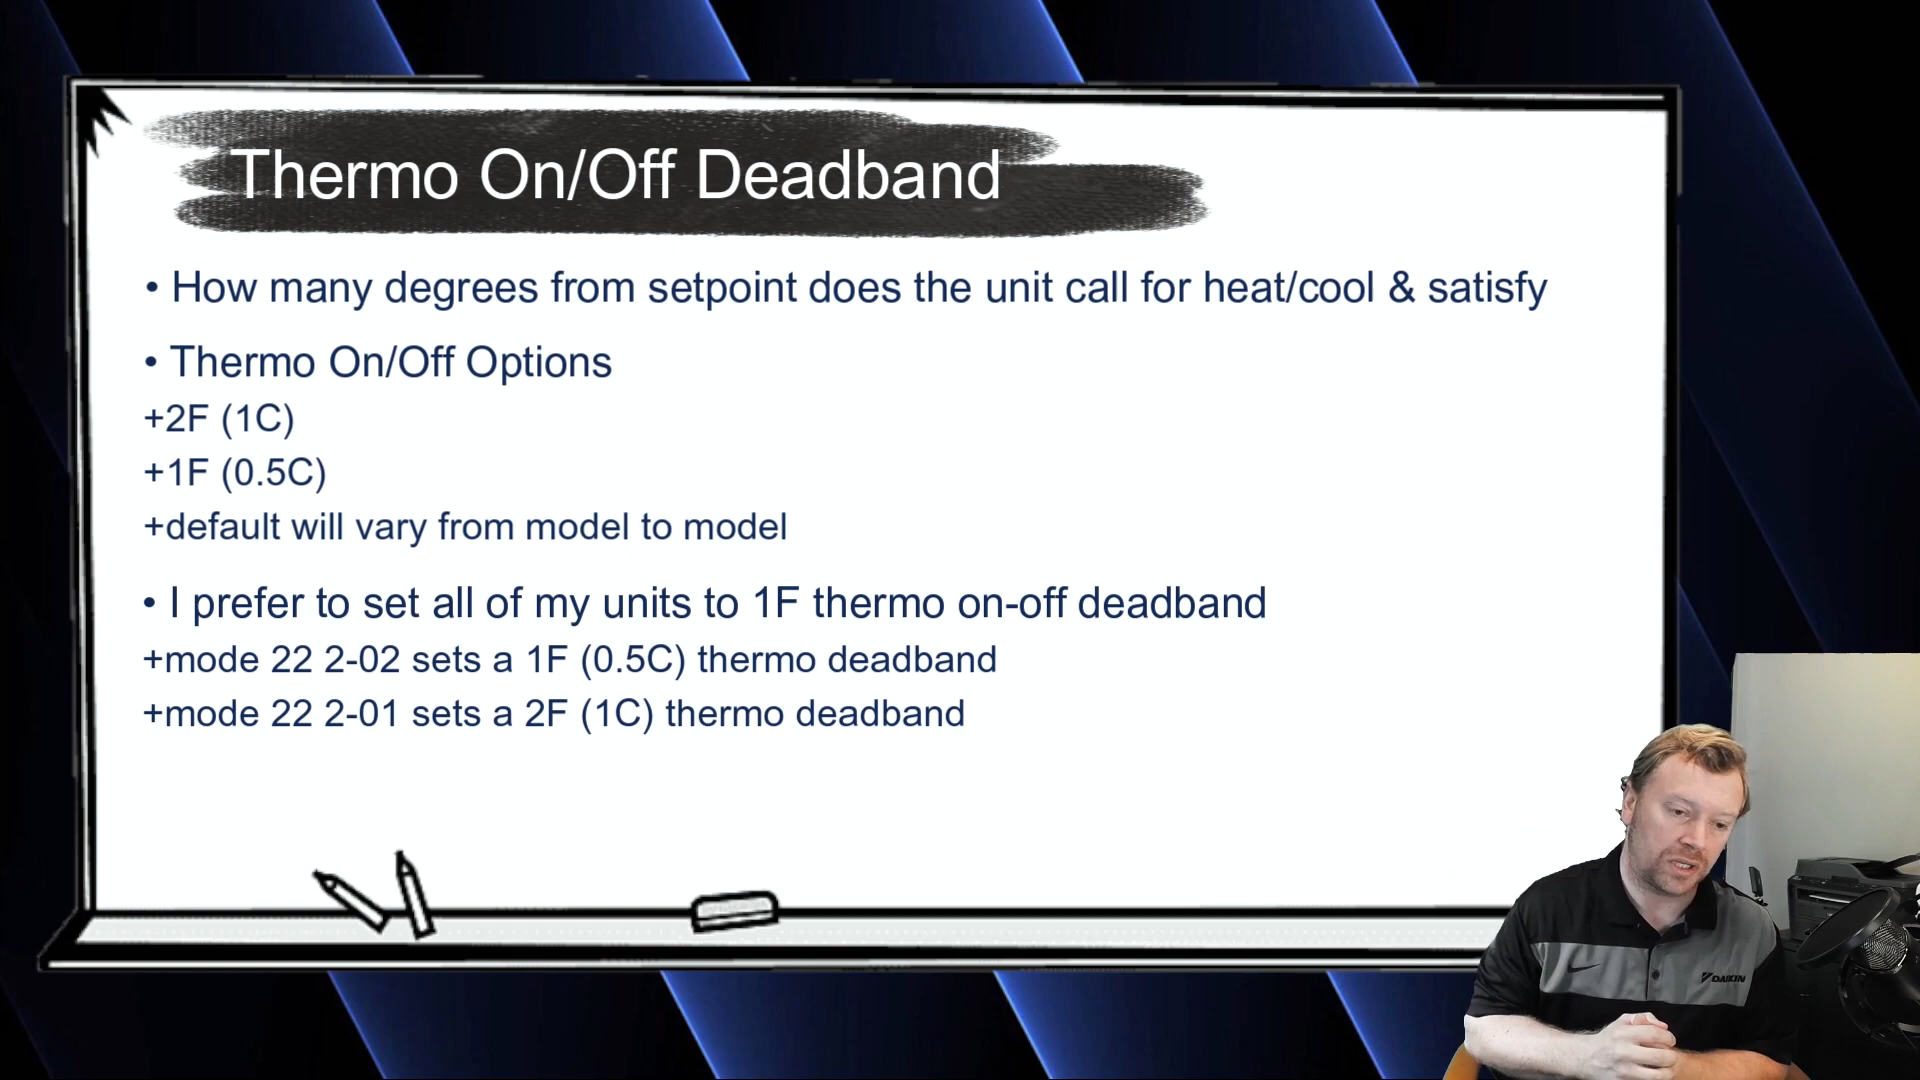 Thermo On/Off Deadband
• How many degrees from setpoint does the unit call for heat/cool & satisfy
• Thermo On/Off Options
+2F (1C)
+1F (0.5C)
+default will vary from model to model
• I prefer to set all of my units to 1F thermo on-off deadband
+mode 22 2-02 sets a 1F (0.5C) thermo deadband
+mode 22 2-01 sets a 2F (1C) thermo deadband
DAIKIN